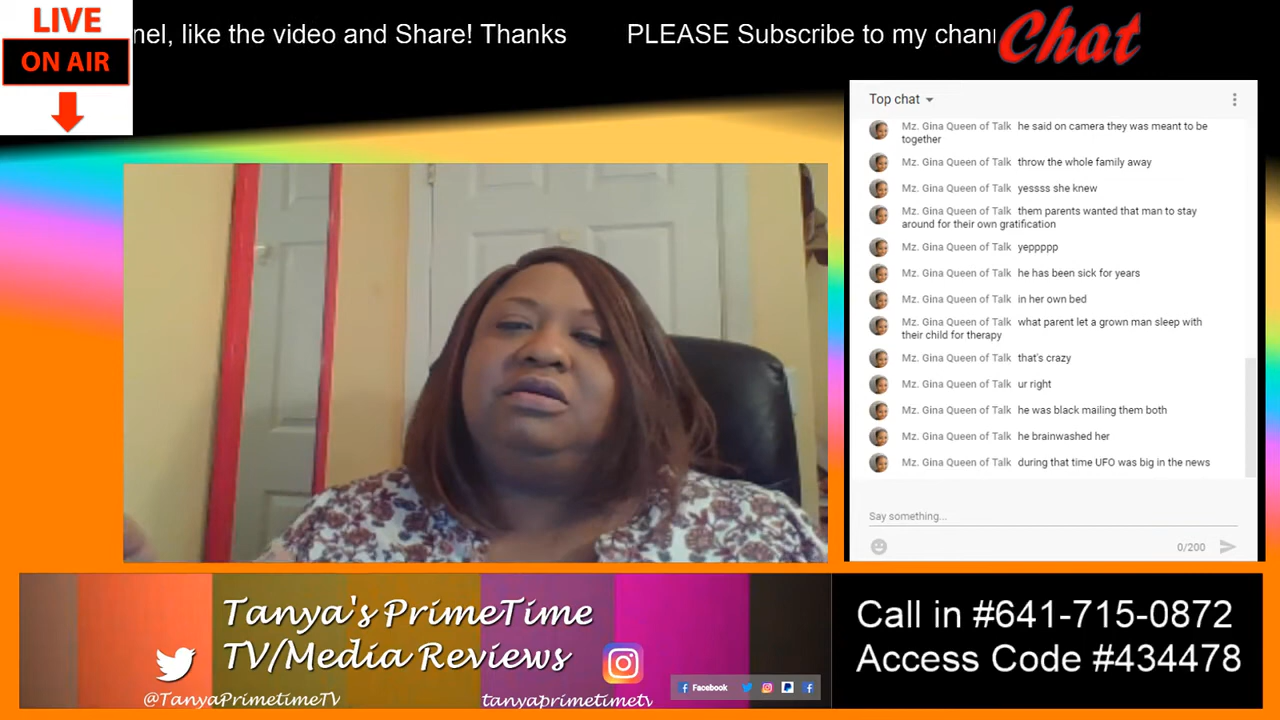 LIVE
ON AIR
nel, like the video and Share! Thanks
PLEASE Subscribe to my chan
Chat
Top chat
Mz. Gina Queen of Talk he said on camera they was meant to be
together
Mz. Gina Queen of Talk throw the whole family away
Mz. Gina Queen of Talk yessss she knew
Mz. Gina Queen of Talk them parents wanted that man to stay
around for their own gratification
Mz. Gina Queen of Talk yeppppp
Mz. Gina Queen of Talk he has been sick for years
Mz. Gina Queen of Talk in her own bed
Mz. Gina Queen of Talk what parent let a grown man sleep with
their child for therapy
Mz. Gina Queen of Talk that's crazy
Mz. Gina Queen of Talk ur right
Mz. Gina Queen of Talk he was black mailing them both
Mz. Gina Queen of Talk he brainwashed her
Mz. Gina Queen of Talk during that time UFO was big in the news
Say something...
0/200
Tanya's PrimeTime
TV/Media Reviews
@TanyaPrimetimeTV
tanyaprimetimetv
Facebook
Call in #641-715-0872
Access Code #434478